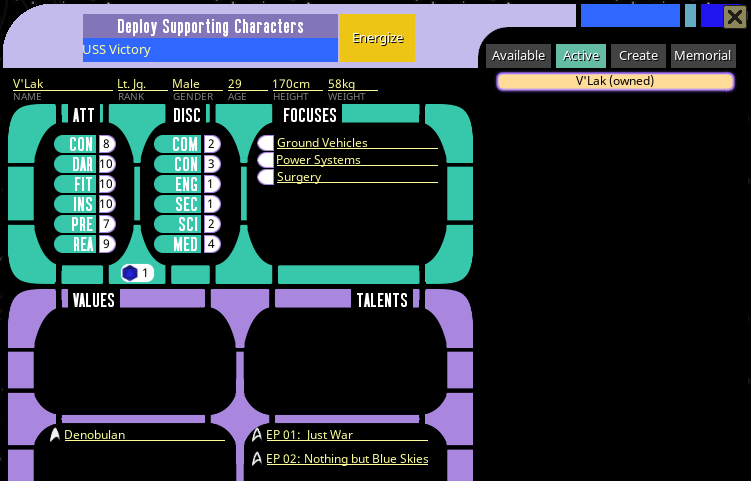 Deploy Supporting Characters
USS Victory
Energize
Available Active Create Memorial
V'Lak (owned)
V'Lak Lt. Jg. Male 29 170cm 58kg
NAME RANK GENDER AGE HEIGHT WEIGHT
ATT DISC FOCUSES
CON 8 COM 2 Ground Vehicles
DAR 10 CON 3 Power Systems
FIT 10 ENG 1 Surgery
INS 10 SEC 1
PRE 7 SCI 2
REA 9 MED 4
1
VALUES TALENTS
Denobulan EP 01: Just War
EP 02: Nothing but Blue Skies